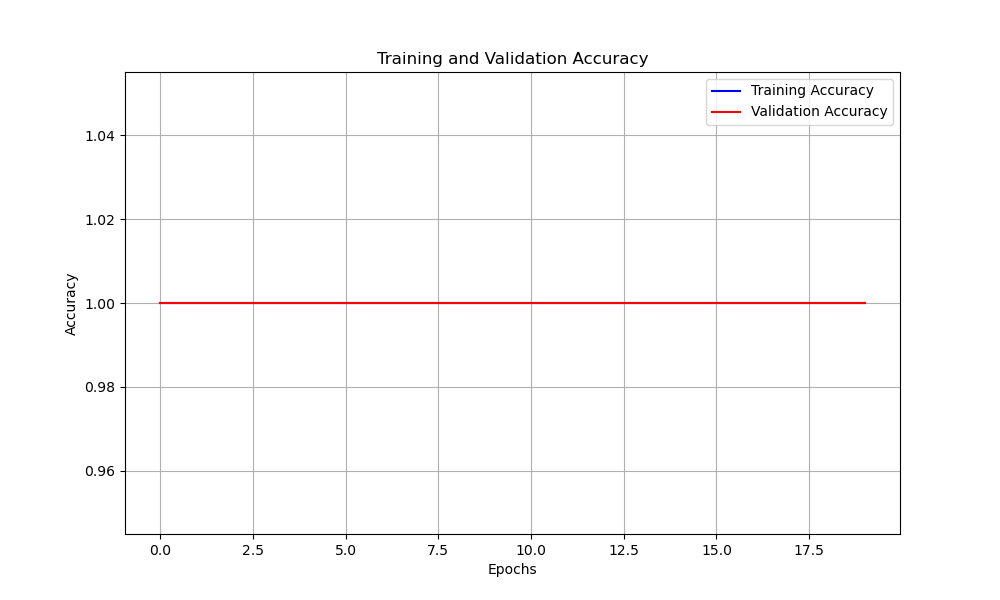 Training and Validation Accuracy
Training Accuracy
Validation Accuracy
1.04
1.02
1.00
0.98
0.96
Accuracy
0.0 2.5 5.0 7.5 10.0 12.5 15.0 17.5
Epochs